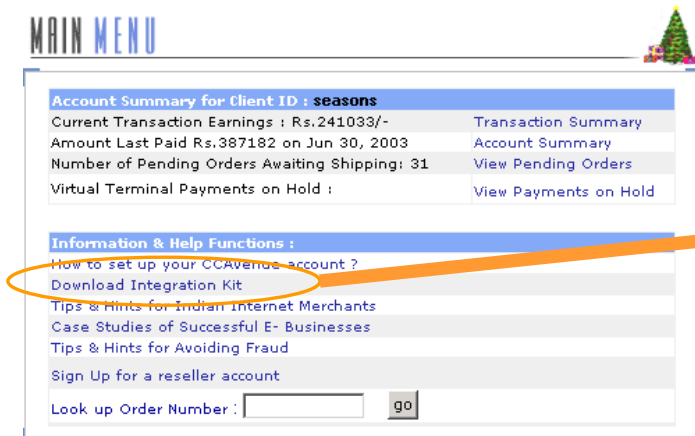 MAIN MENU
Account Summary for Client ID : seasons
Current Transaction Earnings : Rs.241033/- Transaction Summary
Amount Last Paid Rs.387182 on Jun 30, 2003 Account Summary
Number of Pending Orders Awaiting Shipping: 31 View Pending Orders
Virtual Terminal Payments on Hold : View Payments on Hold
Information & Help Functions :
How to set up your CCAvenue account ?
Download Integration Kit
Tips & Hints for Indian Internet Merchants
Case Studies of Successful E- Businesses
Tips & Hints for Avoiding Fraud
Sign Up for a reseller account
Look up Order Number : go